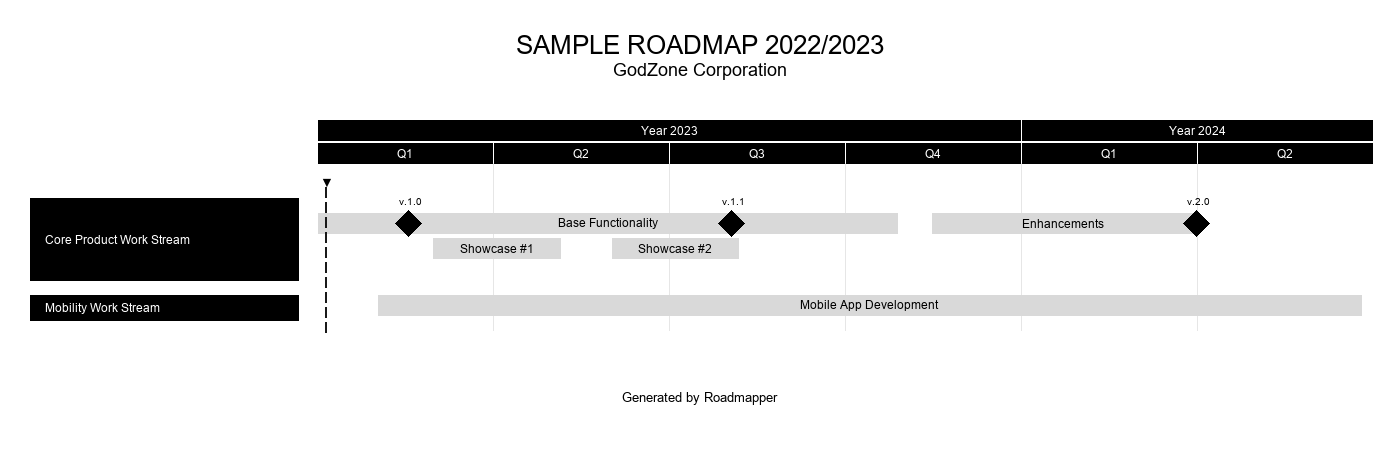 SAMPLE ROADMAP 2022/2023
GodZone Corporation
Year 2023 Year 2024
Q1 Q2 Q3 Q4 Q1 Q2
v.1.0 v.1.1 v.2.0
Base Functionality Enhancements
Core Product Work Stream
Showcase #1 Showcase #2
Mobility Work Stream
Mobile App Development
Generated by Roadmapper